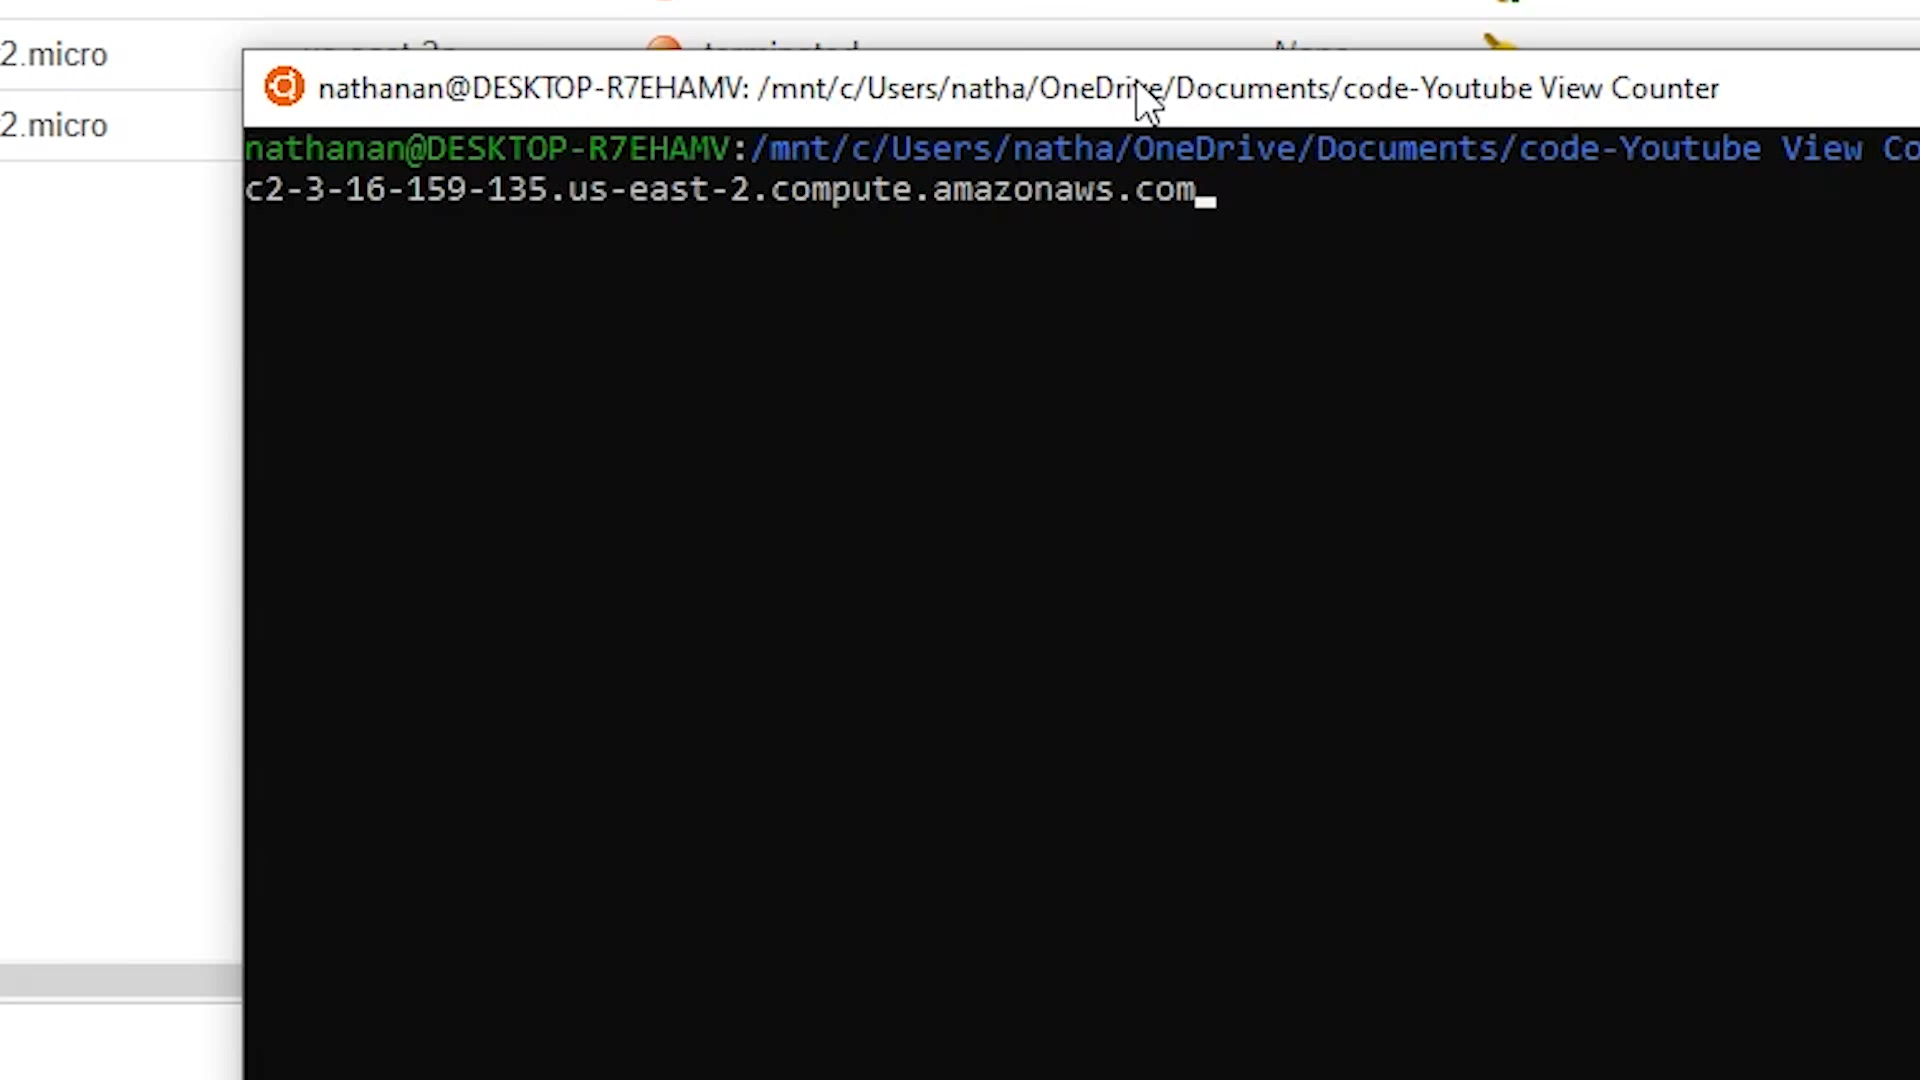 2.micro
2.micro
nathanan@DESKTOP-R7EHAMV: /mnt/c/Users/natha/OneDrive/Documents/code-Youtube View Counter
nathanan@DESKTOP-R7EHAMV:/mnt/c/Users/natha/OneDrive/Documents/code-Youtube View Co
c2-3-16-159-135.us-east-2.compute.amazonaws.com